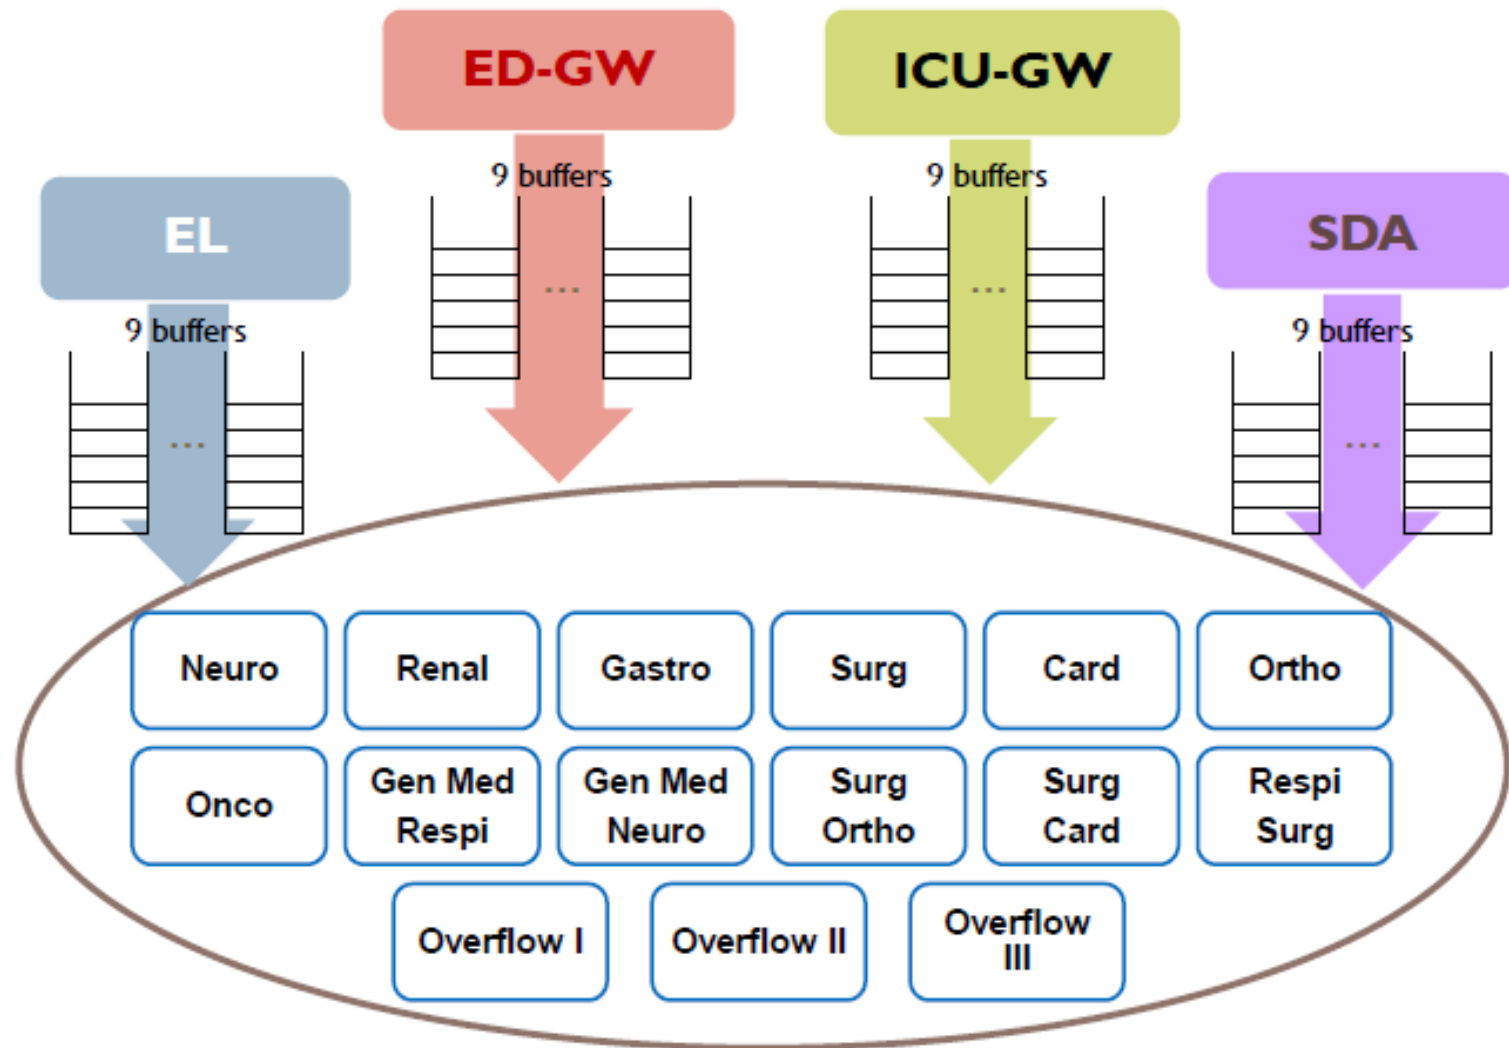 ED-GW
ICU-GW
EL
SDA
9 buffers
9 buffers
9 buffers
9 buffers
...
...
...
...
Neuro
Renal
Gastro
Surg
Card
Ortho
Onco
Gen Med
Respi
Gen Med
Neuro
Surg
Ortho
Surg
Card
Respi
Surg
Overflow I
Overflow II
Overflow
III